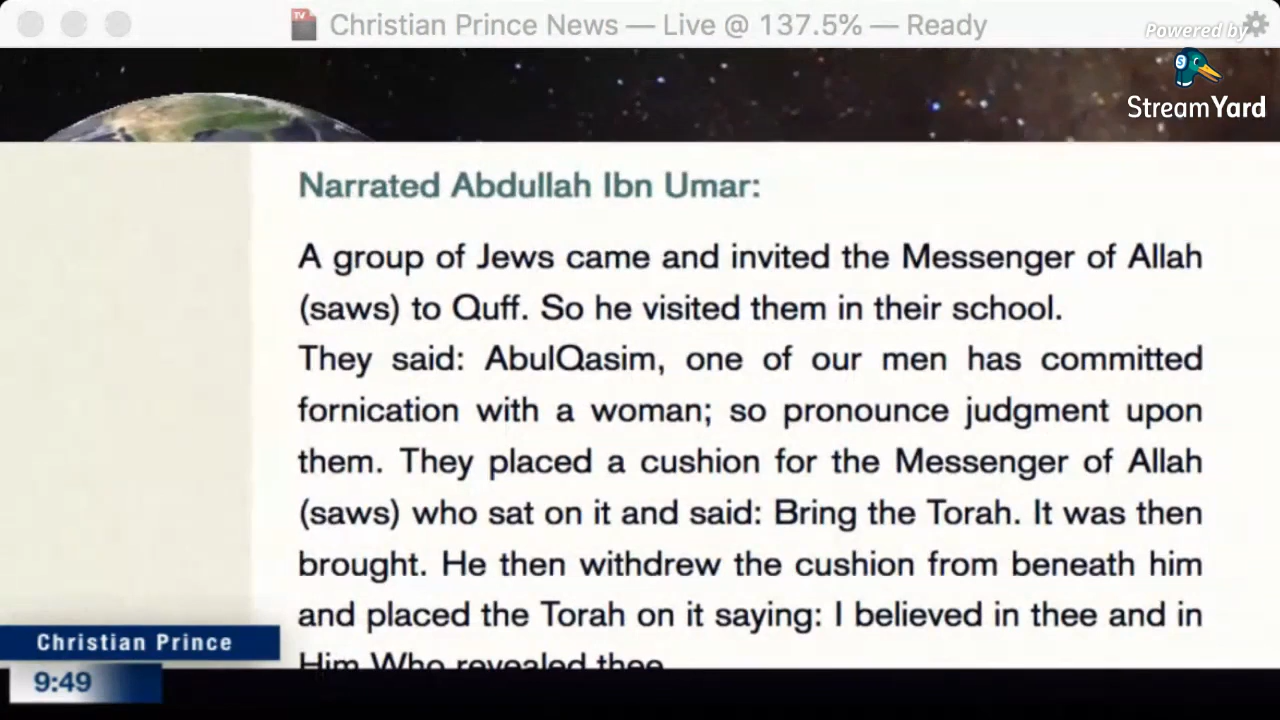 Christian Prince News — Live @ 137.5% — Ready
Powered by
StreamYard
Narrated Abdullah Ibn Umar:
A group of Jews came and invited the Messenger of Allah
(saws) to Quff. So he visited them in their school.
They said: AbulQasim, one of our men has committed
fornication with a woman; so pronounce judgment upon
them. They placed a cushion for the Messenger of Allah
(saws) who sat on it and said: Bring the Torah. It was then
brought. He then withdrew the cushion from beneath him
and placed the Torah on it saying: I believed in thee and in
Him Who revealed thee
Christian Prince
9:49